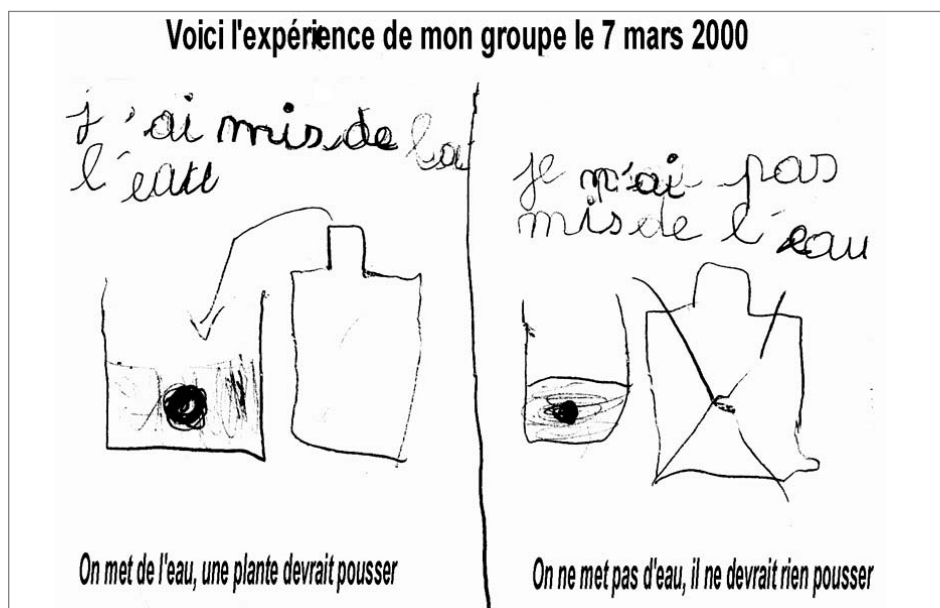 Voici l'expérience de mon groupe le 7 mars 2000
j'ai mis de la
l'eau
je n'ai pas
mis de l'eau
On met de l'eau, une plante devrait pousser
On ne met pas d'eau, il ne devrait rien pousser